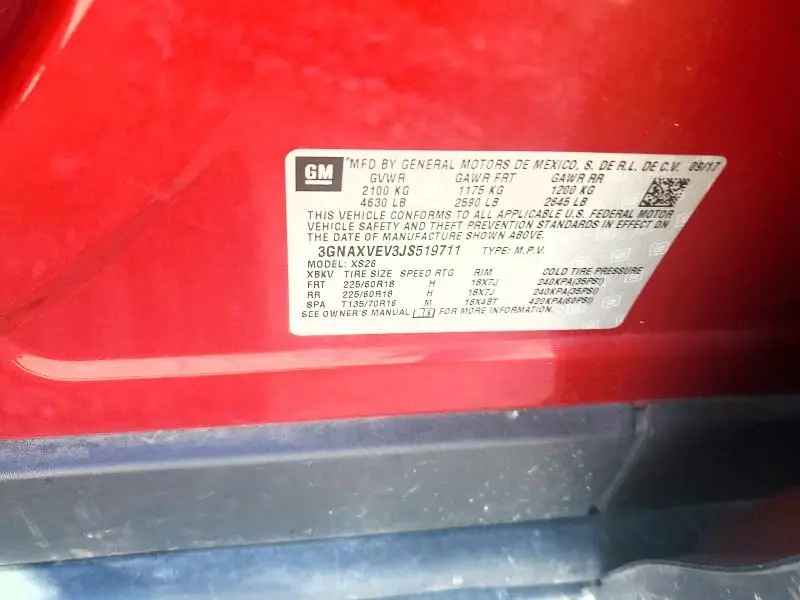 GM
MFD BY GENERAL MOTORS DE MEXICO, S. DE R.L. DE C.V. 09/17
GVWR GAWR FRT GAWR RR
2100 KG 1175 KG 1200 KG
4630 LB 2590 LB 2645 LB
THIS VEHICLE CONFORMS TO ALL APPLICABLE U.S. FEDERAL MOTOR
VEHICLE SAFETY AND THEFT PREVENTION STANDARDS IN EFFECT ON
THE DATE OF MANUFACTURE SHOWN ABOVE.
3GNAXVEV3JS519711 TYPE: M.P.V.
MODEL: XS26
XBKV TIRE SIZE SPEED RTG RIM COLD TIRE PRESSURE
FRT 225/60R18 H 18X7J 240KPA(35PSI)
RR 225/60R18 H 18X7J 240KPA(35PSI)
SPA T135/70R16 M 16X4BT 420KPA(60PSI)
SEE OWNER'S MANUAL FOR MORE INFORMATION.